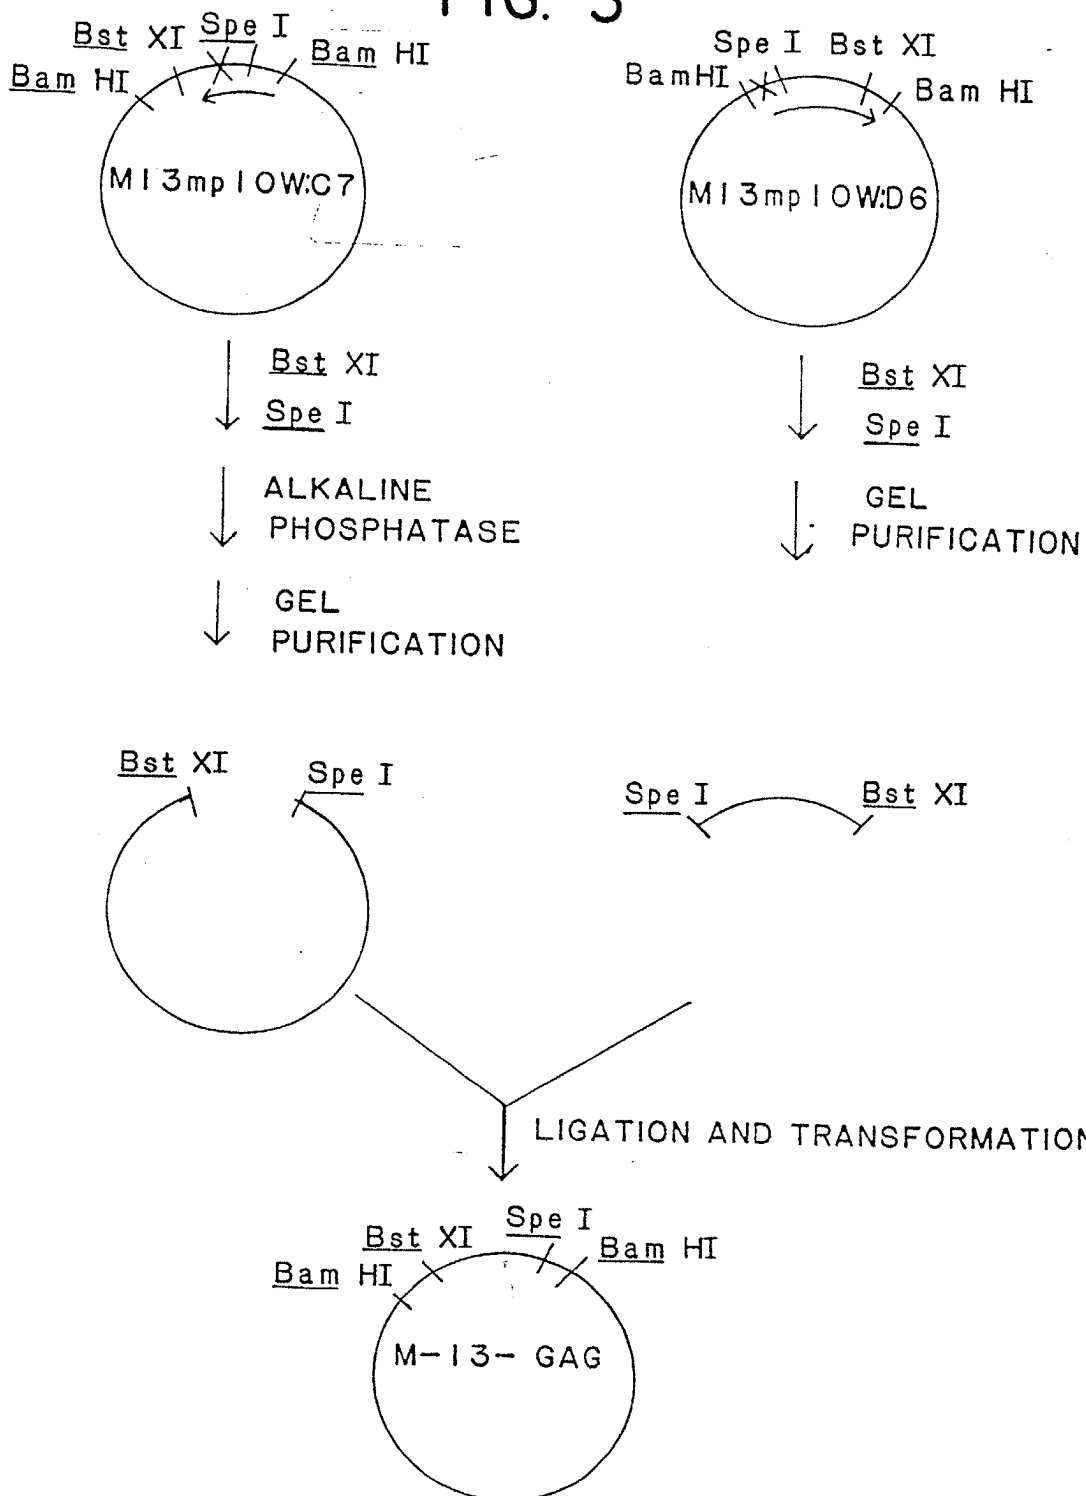 FIG. 3
Bst XI
Spe I
Bam HI
Bam HI
M13mp10W:C7
Spe I
Bst XI
BamHI
Bam HI
M13mp10W:D6
Bst XI
Spe I
ALKALINE
PHOSPHATASE
GEL
PURIFICATION
Bst XI
Spe I
GEL
PURIFICATION
Bst XI
Spe I
Spe I
Bst XI
LIGATION AND TRANSFORMATION
Spe I
Bst XI
Bam HI
Bam HI
M-13- GAG